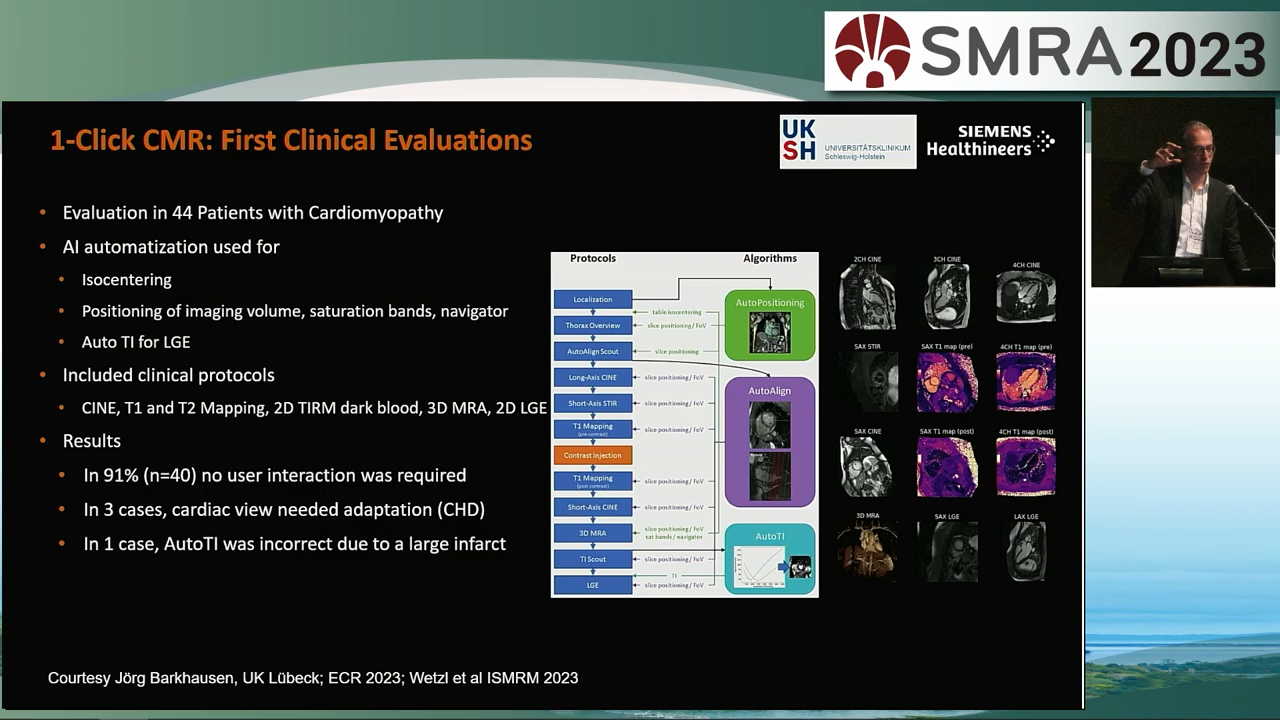 SMRA 2023
1-Click CMR: First Clinical Evaluations
UK
SH
UNIVERSITÄTSKLINIKUM
Schleswig-Holstein
SIEMENS
Healthineers
• Evaluation in 44 Patients with Cardiomyopathy
• AI automatization used for
• Isocentering
• Positioning of imaging volume, saturation bands, navigator
• Auto TI for LGE
• Included clinical protocols
• CINE, T1 and T2 Mapping, 2D TIRM dark blood, 3D MRA, 2D LGE
• Results
• In 91% (n=40) no user interaction was required
• In 3 cases, cardiac view needed adaptation (CHD)
• In 1 case, AutoTI was incorrect due to a large infarct
Protocols
Algorithms
Localization
AutoPositioning
table isocentering
Thorax Overview
slice positioning/ FoV
AutoAlign Scout
slice positioning
Long-Axis CINE
slice positioning/ FoV
AutoAlign
Short-Axis STIR
slice positioning/ FoV
T1 Mapping
(pre-contrast)
slice positioning/ FoV
Contrast Injection
T1 Mapping
(post-contrast)
slice positioning/ FoV
Short-Axis CINE
slice positioning/ FoV
3D MRA
slice positioning/ FoV
sat bands / navigator
AutoTI
TI Scout
slice positioning/ FoV
TI
LGE
slice positioning/ FoV
2CH CINE
3CH CINE
4CH CINE
SAX STIR
SAX T1 map (pre)
4CH T1 map (pre)
SAX CINE
SAX T1 map (post)
4CH T1 map (post)
3D MRA
SAX LGE
LAX LGE
Courtesy Jörg Barkhausen, UK Lübeck; ECR 2023; Wetzl et al ISMRM 2023